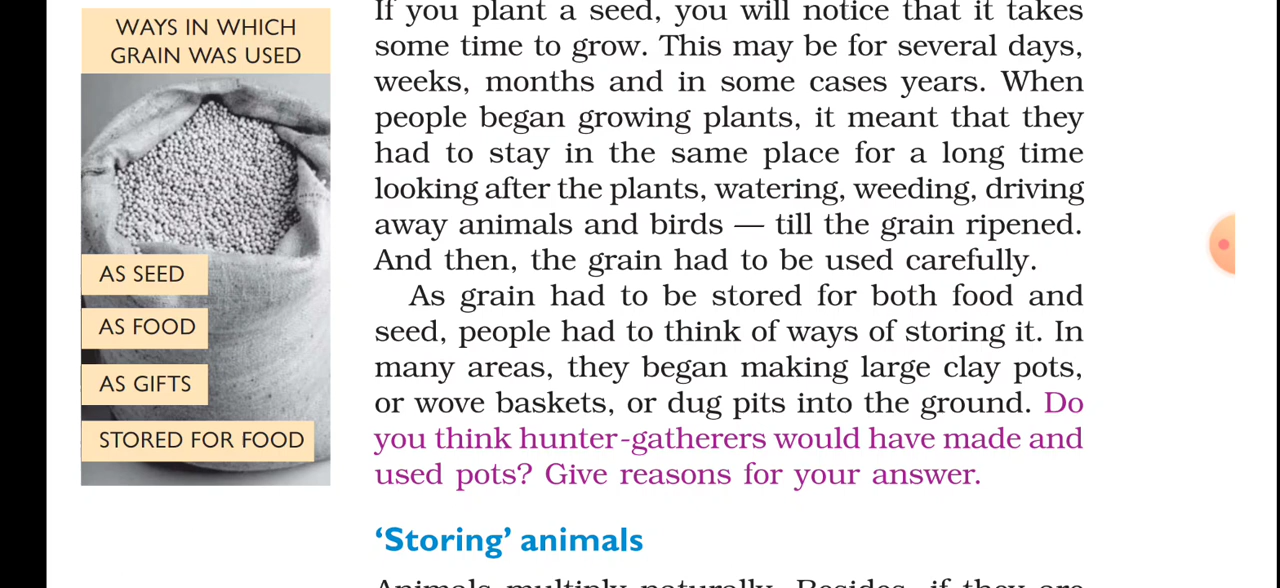 WAYS IN WHICH
GRAIN WAS USED
AS SEED
AS FOOD
AS GIFTS
STORED FOR FOOD
If you plant a seed, you will notice that it takes
some time to grow. This may be for several days,
weeks, months and in some cases years. When
people began growing plants, it meant that they
had to stay in the same place for a long time
looking after the plants, watering, weeding, driving
away animals and birds — till the grain ripened.
And then, the grain had to be used carefully.
As grain had to be stored for both food and
seed, people had to think of ways of storing it. In
many areas, they began making large clay pots,
or wove baskets, or dug pits into the ground. Do
you think hunter-gatherers would have made and
used pots? Give reasons for your answer.
‘Storing’ animals
Animals multiply naturally. Besides, if they are